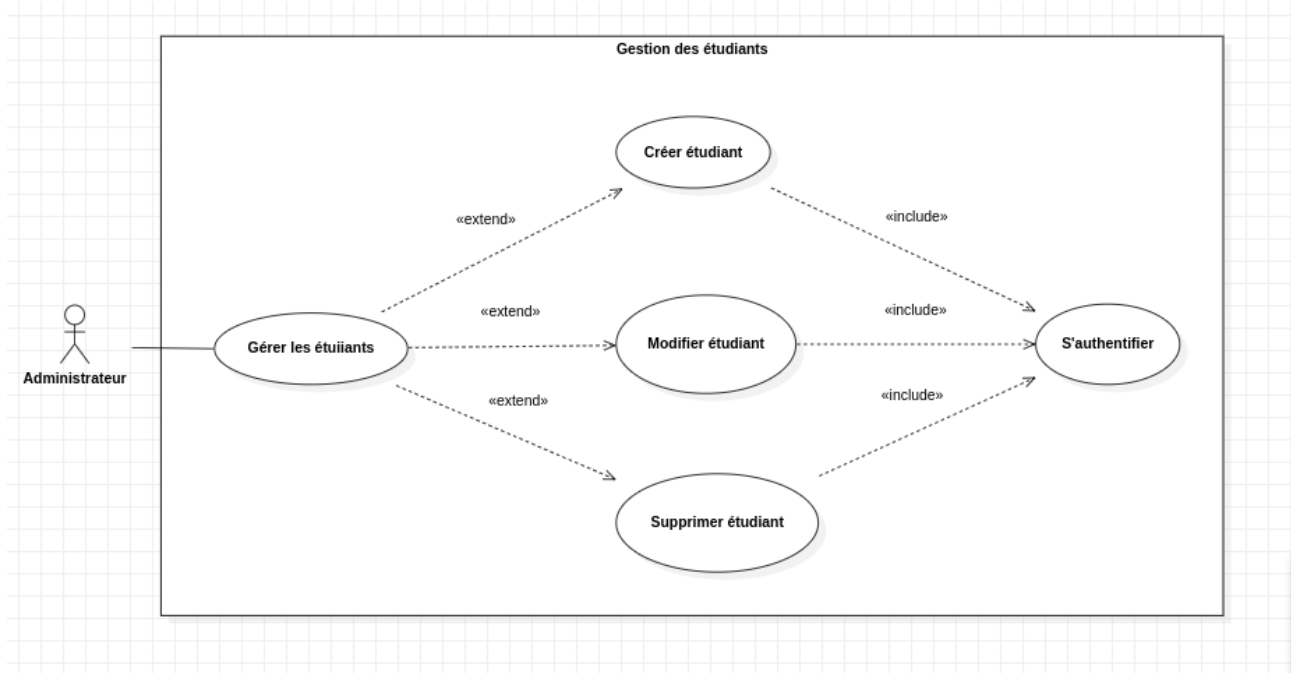 Gestion des étudiants
Créer étudiant
«extend»
«include»
«extend»
«include»
Administrateur
Gérer les étuiiants
Modifier étudiant
S'authentifier
«extend»
«include»
Supprimer étudiant